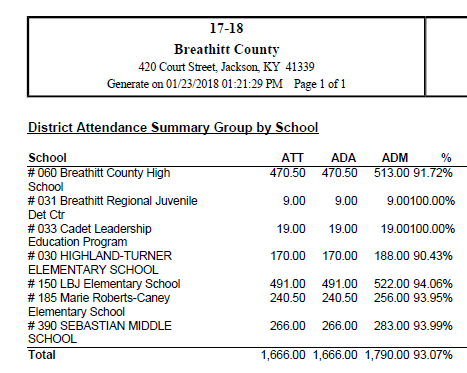 17-18
Breathitt County
420 Court Street, Jackson, KY 41339
Generate on 01/23/2018 01:21:29 PM Page 1 of 1
District Attendance Summary Group by School
School ATT ADA ADM %
# 060 Breathitt County High 470.50 470.50 513.00 91.72%
School
# 031 Breathitt Regional Juvenile 9.00 9.00 9.00100.00%
Det Ctr
# 033 Cadet Leadership 19.00 19.00 19.00100.00%
Education Program
# 030 HIGHLAND-TURNER 170.00 170.00 188.00 90.43%
ELEMENTARY SCHOOL
# 150 LBJ Elementary School 491.00 491.00 522.00 94.06%
# 185 Marie Roberts-Caney 240.50 240.50 256.00 93.95%
Elementary School
# 390 SEBASTIAN MIDDLE 266.00 266.00 283.00 93.99%
SCHOOL
Total 1,666.00 1,666.00 1,790.00 93.07%